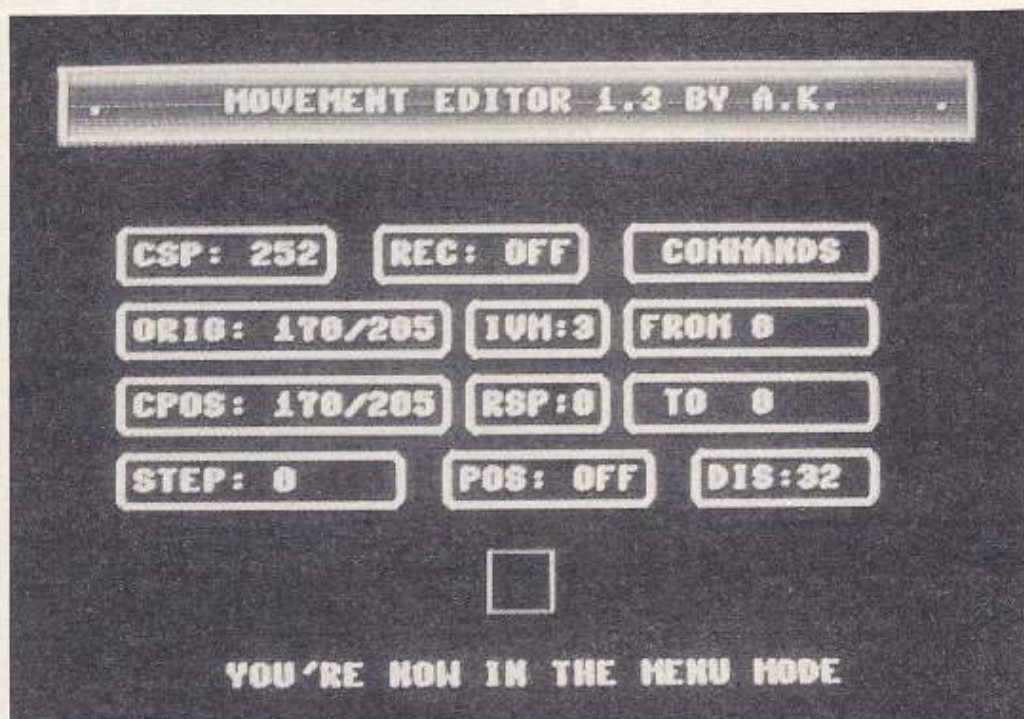 MOVEMENT EDITOR 1.3 BY A.K.
CSP: 252 REC: OFF COMMANDS
ORIG: 170/205 IVM:3 FROM 0
CPOS: 170/205 RSP:0 TO 0
STEP: 0 POS: OFF DIS:32
YOU'RE NOW IN THE MENU MODE